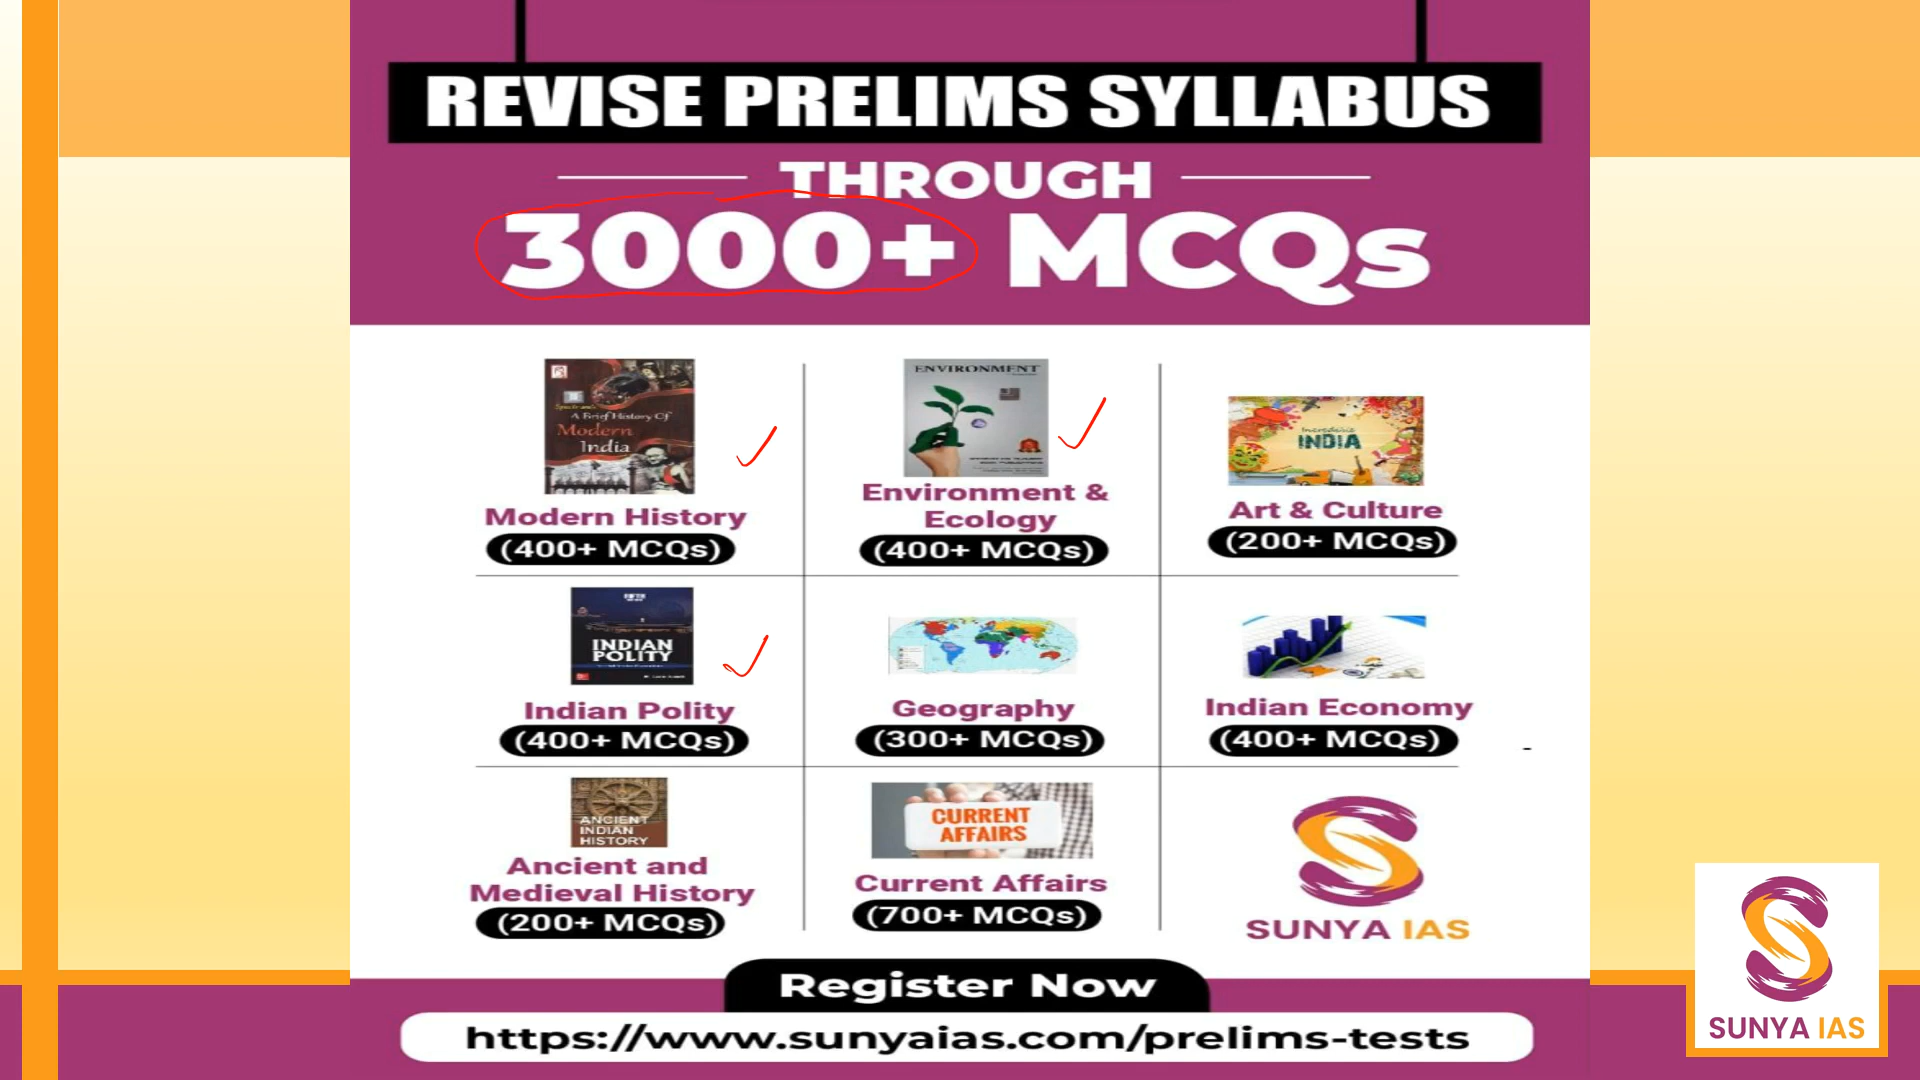 REVISE PRELIMS SYLLABUS
THROUGH
3000+ MCQs
A Brief History Of
Modern
India
Modern History
(400+ MCQs)
ENVIRONMENT
Environment &
Ecology
(400+ MCQs)
Incredible
INDIA
Art & Culture
(200+ MCQs)
INDIAN
POLITY
Indian Polity
(400+ MCQs)
Geography
(300+ MCQs)
Indian Economy
(400+ MCQs)
ANCIENT
INDIAN
HISTORY
Ancient and
Medieval History
(200+ MCQs)
CURRENT
AFFAIRS
Current Affairs
(700+ MCQs)
SUNYA IAS
Register Now
https://www.sunyaias.com/prelims-tests
SUNYA IAS